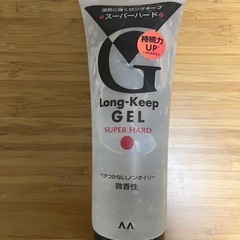 湿気に強くロングキープ
スーパーハード
G
持続力
UP
Long-Keep
GEL
SUPER HARD
ベタつかないノンオイリー
微香性